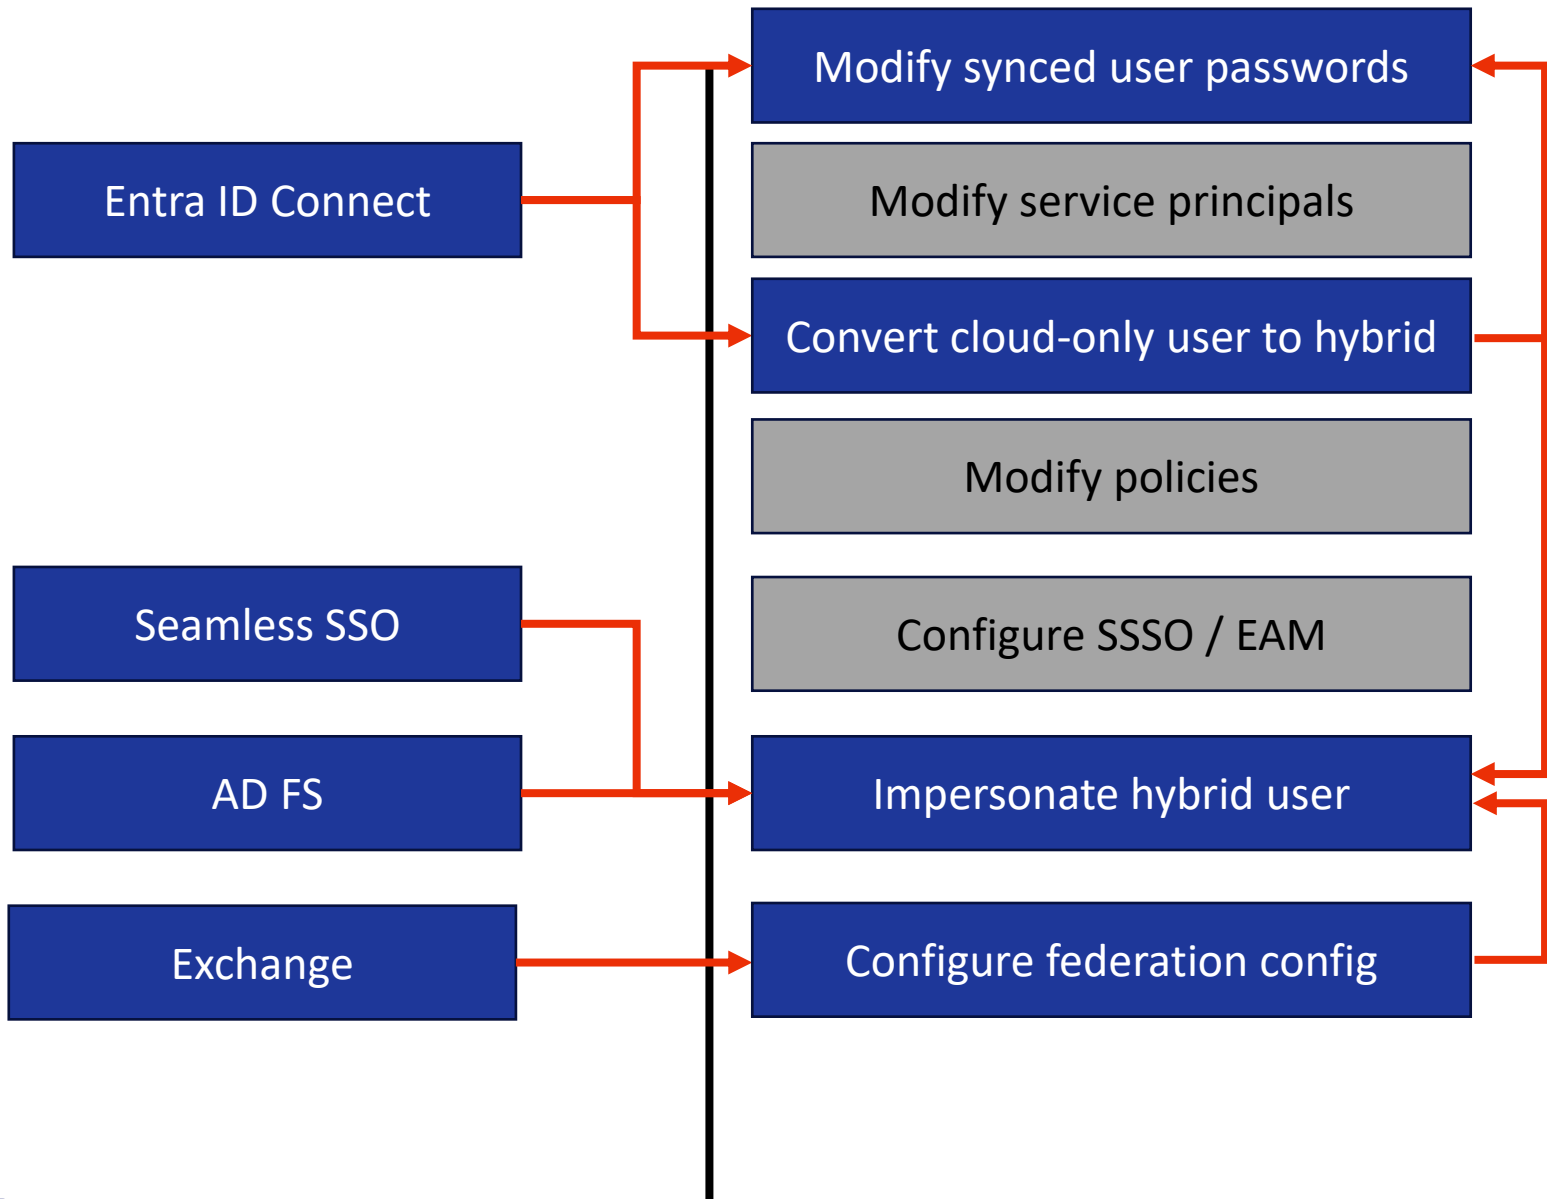 Modify synced user passwords
Entra ID Connect
Modify service principals
Convert cloud-only user to hybrid
Modify policies
Seamless SSO
Configure SSSO / EAM
AD FS
Impersonate hybrid user
Exchange
Configure federation config